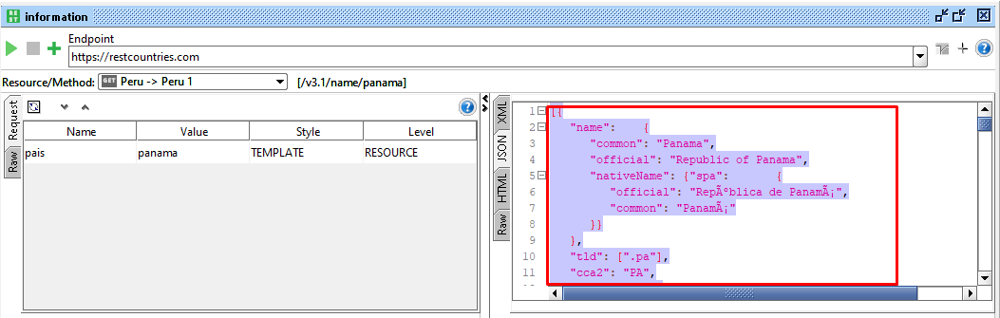 REST information
Endpoint
https://restcountries.com
Resource/Method: GET Peru -> Peru 1 [/v3.1/name/panama]
Request
Raw
Name Value Style Level
pais panama TEMPLATE RESOURCE
XML
JSON
HTML
Raw
1 [{
2 "name": {
3 "common": "Panama",
4 "official": "Republic of Panama",
5 "nativeName": {"spa": {
6 "official": "RepÃºblica de PanamÃ¡",
7 "common": "PanamÃ¡"
8 }}
9 },
10 "tld": [".pa"],
11 "cca2": "PA",